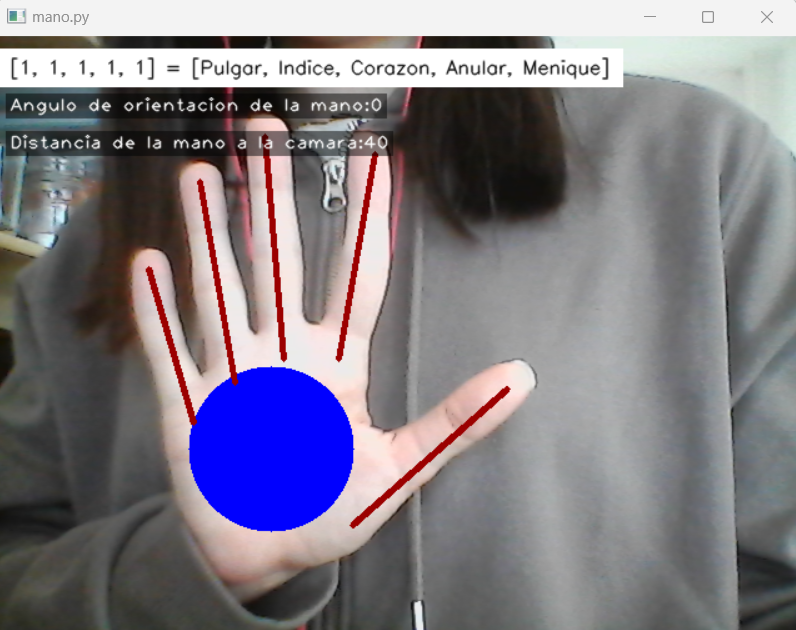 mano.py
[1, 1, 1, 1, 1] = [Pulgar, Indice, Corazon, Anular, Menique]
Angulo de orientacion de la mano:0
Distancia de la mano a la camara:40